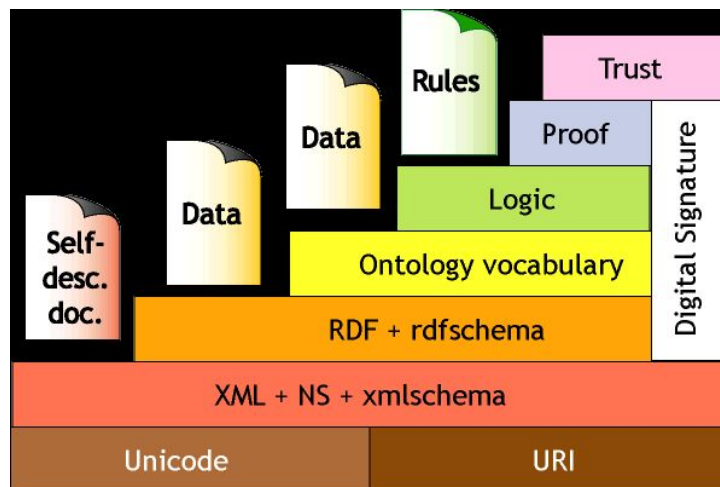 Rules
Trust
Data
Proof
Data
Logic
Self-
desc.
doc.
Ontology vocabulary
Digital Signature
RDF + rdfschema
XML + NS + xmlschema
Unicode
URI